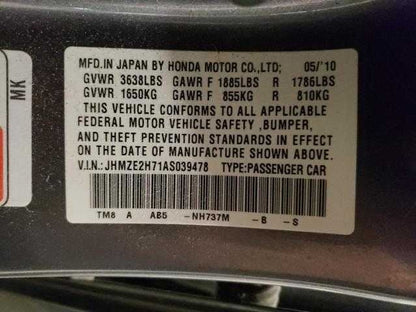 MFD.IN JAPAN BY HONDA MOTOR CO.,LTD; 05/'10
GVWR 3638LBS GAWR F 1885LBS R 1786LBS
GVWR 1650KG GAWR F 855KG R 810KG
THIS VEHICLE CONFORMS TO ALL APPLICABLE
FEDERAL MOTOR VEHICLE SAFETY ,BUMPER,
AND THEFT PREVENTION STANDARDS IN EFFECT
ON THE DATE OF MANUFACTURE SHOWN ABOVE.
V.I.N.: JHMZE2H71AS039478 TYPE:PASSENGER CAR
TM8 A AB5 -NH737M -B -S
MK